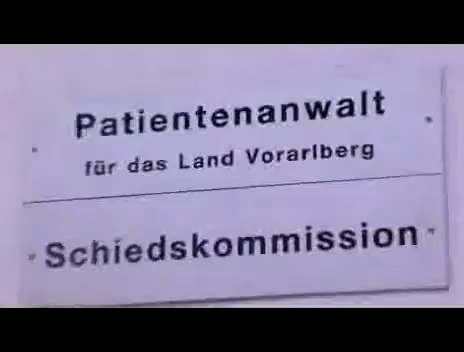 Patientenanwalt
für das Land Vorarlberg
Schiedskommission